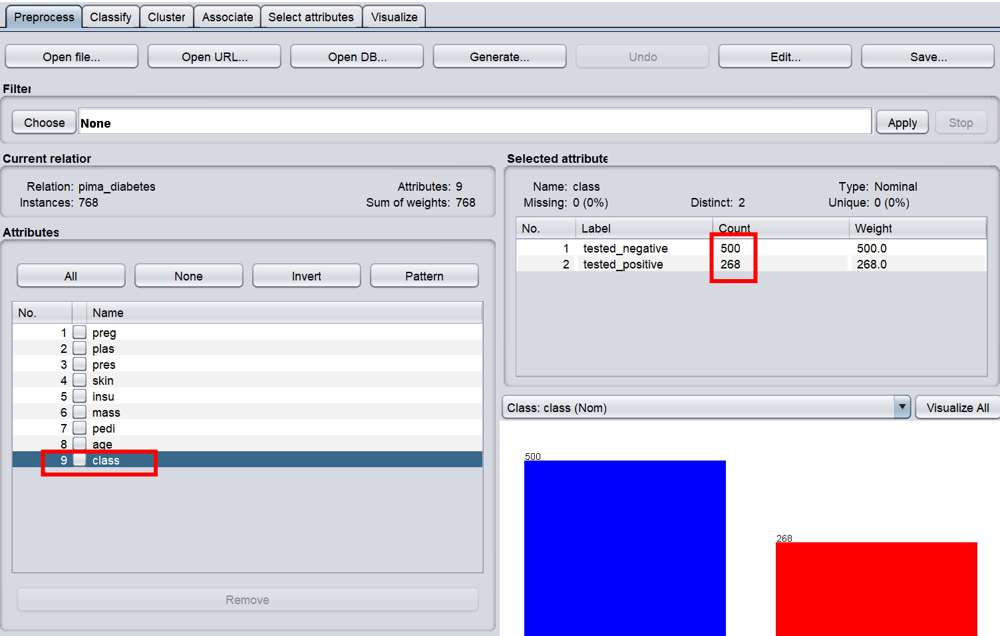 Preprocess Classify Cluster Associate Select attributes Visualize
Open file... Open URL... Open DB... Generate... Undo Edit... Save...
Filter
Choose None Apply Stop
Current relation
Relation: pima_diabetes Attributes: 9
Instances: 768 Sum of weights: 768
Attributes
All None Invert Pattern
No. Name
1 preg
2 plas
3 pres
4 skin
5 insu
6 mass
7 pedi
8 age
9 class
Remove
Selected attribute
Name: class Type: Nominal
Missing: 0 (0%) Distinct: 2 Unique: 0 (0%)
No. Label Count Weight
1 tested_negative 500 500.0
2 tested_positive 268 268.0
Class: class (Nom) Visualize All
500
268